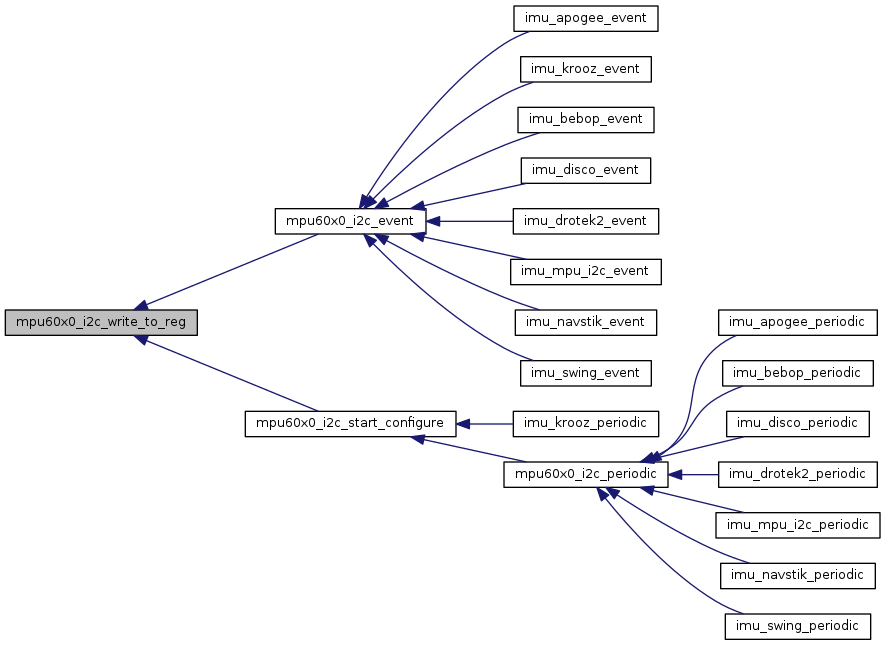 imu_apogee_event
imu_krooz_event
imu_bebop_event
imu_disco_event
mpu60x0_i2c_event
imu_drotek2_event
imu_mpu_i2c_event
mpu60x0_i2c_write_to_reg
imu_navstik_event
imu_apogee_periodic
imu_swing_event
imu_bebop_periodic
mpu60x0_i2c_start_configure
imu_krooz_periodic
imu_disco_periodic
mpu60x0_i2c_periodic
imu_drotek2_periodic
imu_mpu_i2c_periodic
imu_navstik_periodic
imu_swing_periodic